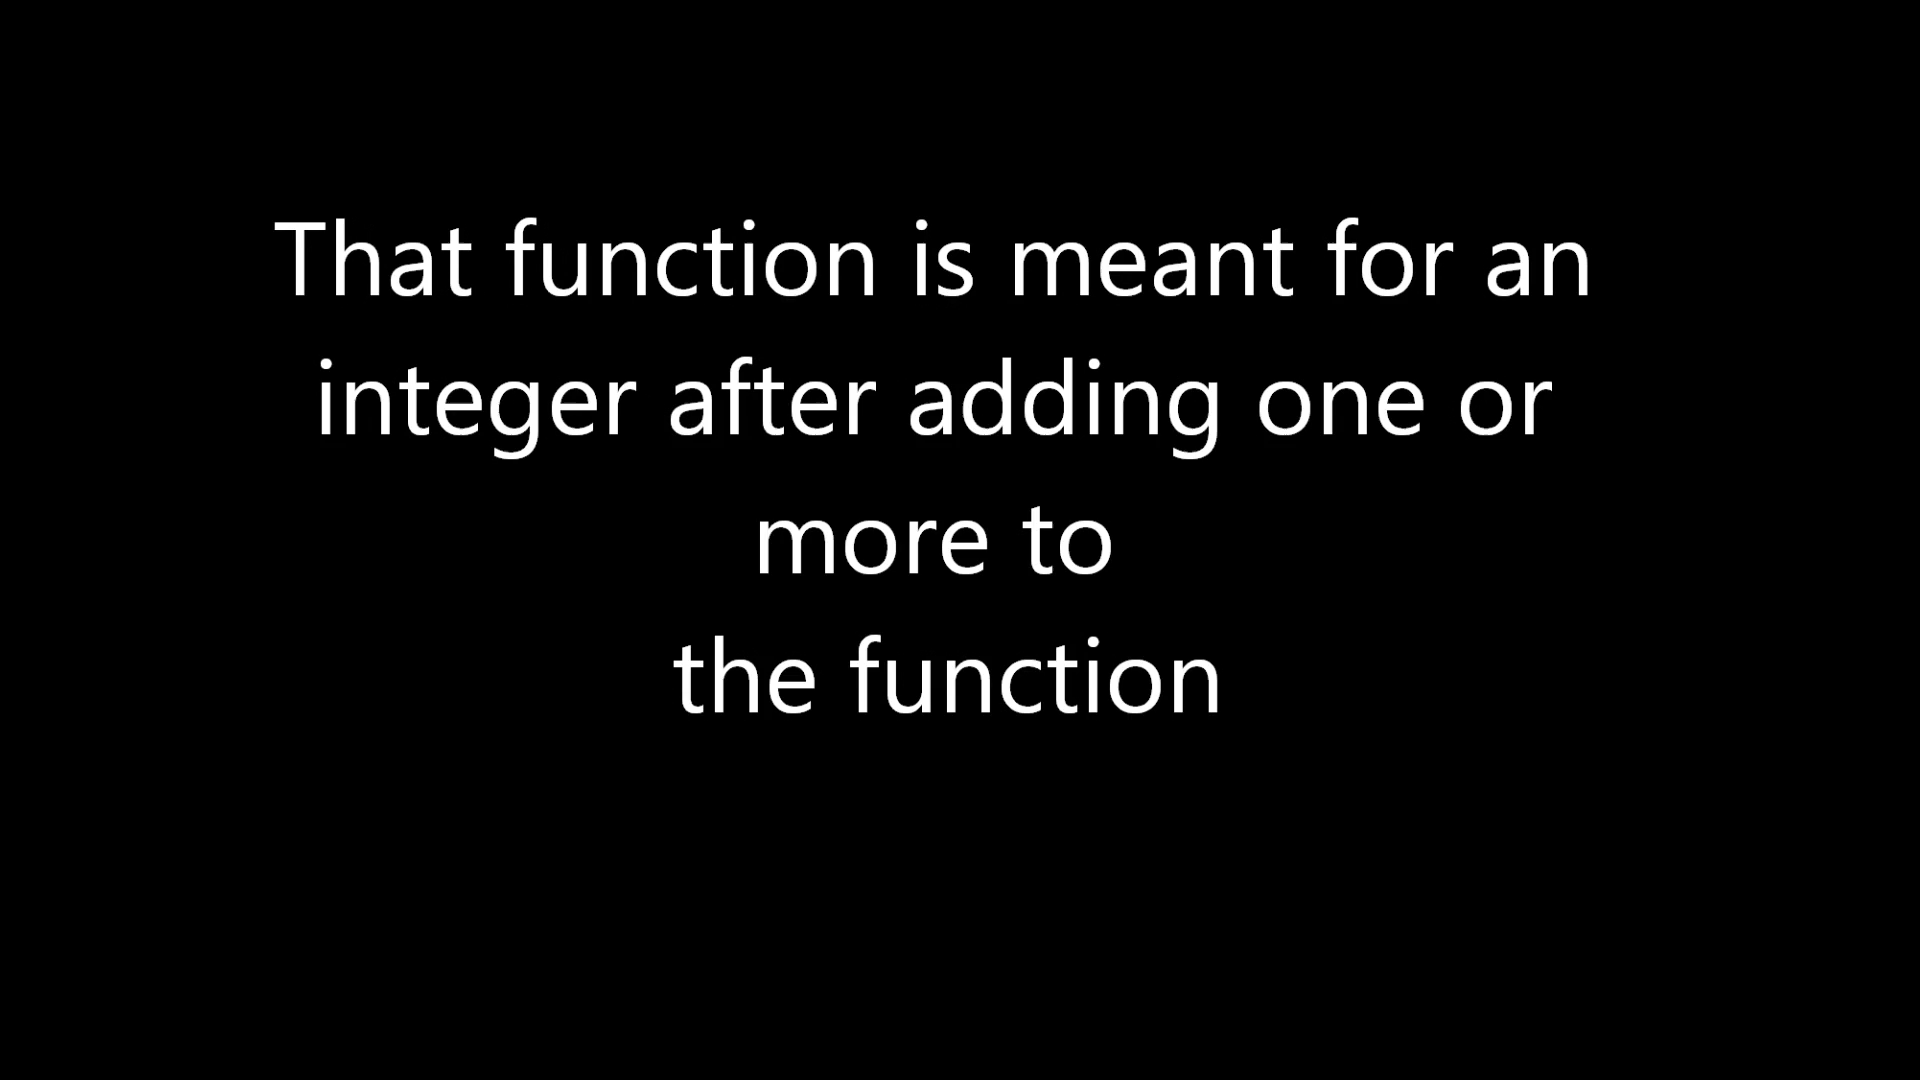 That function is meant for an
integer after adding one or
more to
the function